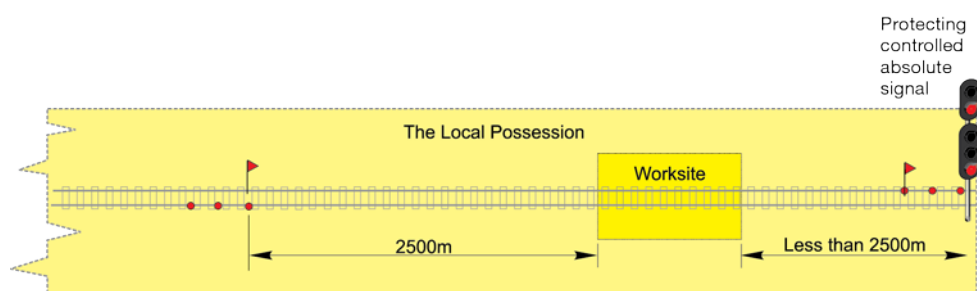 Protecting
controlled
absolute
signal
The Local Possession
Worksite
2500m
Less than 2500m